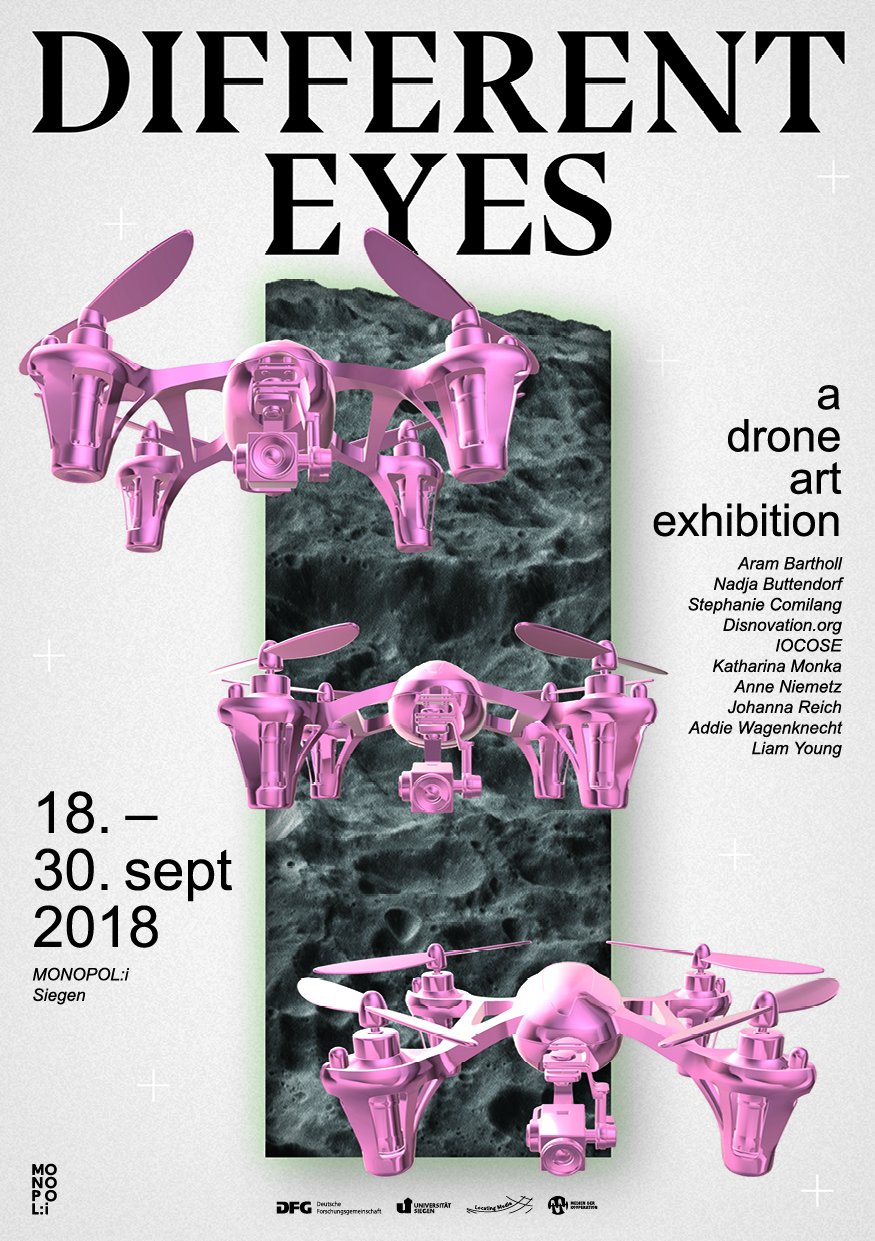 DIFFERENT
EYES
a
drone
art
exhibition
Aram Bartholl
Nadja Buttendorf
Stephanie Comilang
Disnovation.org
IOCOSE
Katharina Monka
Anne Niemetz
Johanna Reich
Addie Wagenknecht
Liam Young
18. –
30. sept
2018
MONOPOL:i
Siegen
MO
NO
PO
L:i
DFG Deutsche
Forschungsgemeinschaft
UNIVERSITÄT
SIEGEN
Locating Media
MEDIEN DER
KOOPERATION